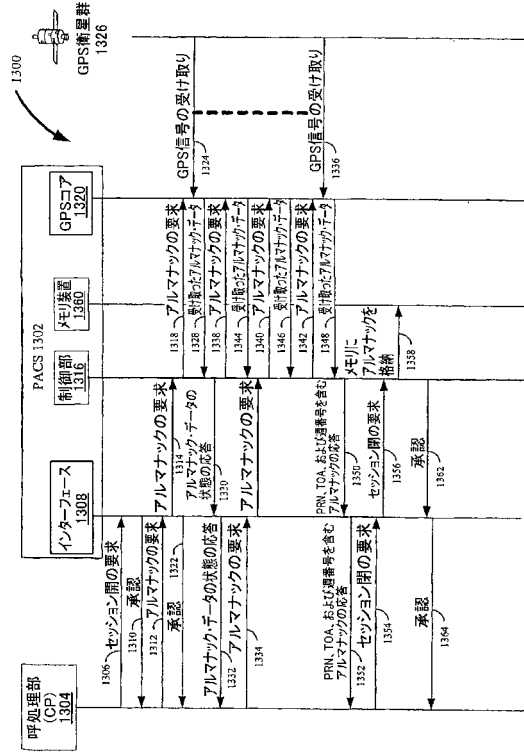 1300
PACS 1302
呼処理部
(CP)
1304
インターフェース
1308
制御部
1316
メモリ装置
1360
GPSコア
1320
GPS衛星群
1326
1306
セッション開の要求
1310
承認
1312
アルマナックの要求
1322
承認
アルマナックの要求
1314
アルマナック・データの
状態の応答
1330
アルマナック・データの状態の応答
1332
アルマナックの要求
1334
アルマナックの要求
アルマナックの要求
1318
受け取ったアルマナック・データ
1328
アルマナックの要求
1338
受け取ったアルマナック・データ
1344
アルマナックの要求
1340
受け取ったアルマナック・データ
1346
アルマナックの要求
1342
受け取ったアルマナック・データ
1348
GPS信号の受け取り
1324
GPS信号の受け取り
1336
PRN、TOA、および週番号を含む
アルマナックの応答
1350
PRN、TOA、および週番号を含む
アルマナックの応答
1352
セッション閉の要求
1354
セッション閉の要求
1356
メモリに
アルマナックを
格納
1358
承認
1362
承認
1364